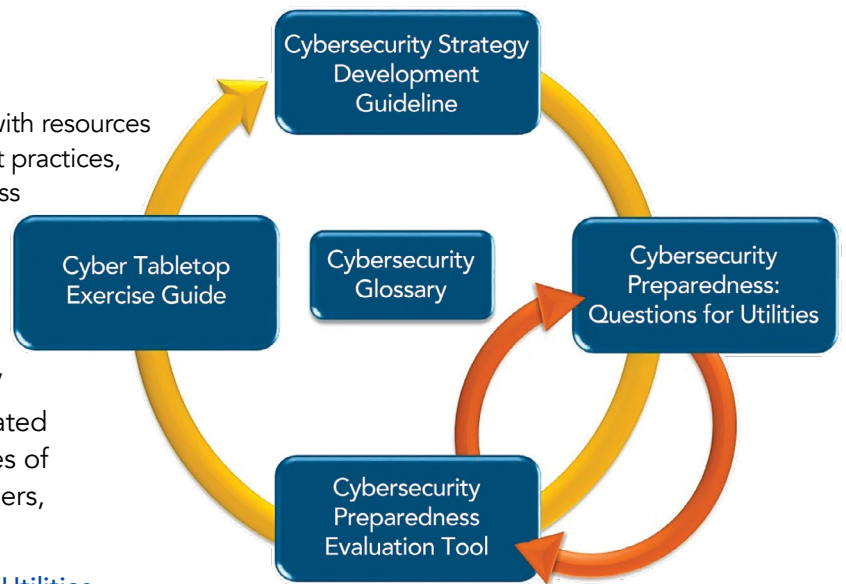 Cybersecurity Strategy
Development
Guideline
with resources
t practices,
ss
Cyber Tabletop
Exercise Guide
Cybersecurity
Glossary
Cybersecurity
Preparedness:
Questions for Utilities
ated
es of
ers,
Cybersecurity
Preparedness
Evaluation Tool
Utilities